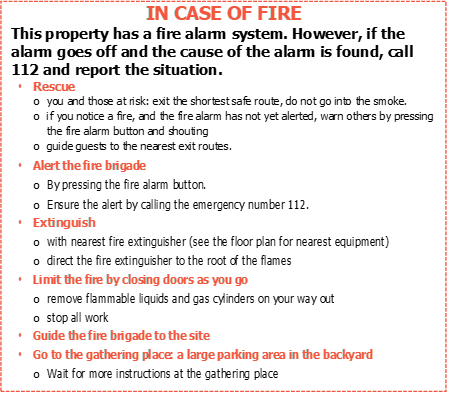 IN CASE OF FIRE
This property has a fire alarm system. However, if the
alarm goes off and the cause of the alarm is found, call
112 and report the situation.
• Rescue
o you and those at risk: exit the shortest safe route, do not go into the smoke.
o if you notice a fire, and the fire alarm has not yet alerted, warn others by pressing
the fire alarm button and shouting
o guide guests to the nearest exit routes.
• Alert the fire brigade
o By pressing the fire alarm button.
o Ensure the alert by calling the emergency number 112.
• Extinguish
o with nearest fire extinguisher (see the floor plan for nearest equipment)
o direct the fire extinguisher to the root of the flames
• Limit the fire by closing doors as you go
o remove flammable liquids and gas cylinders on your way out
o stop all work
• Guide the fire brigade to the site
• Go to the gathering place: a large parking area in the backyard
o Wait for more instructions at the gathering place